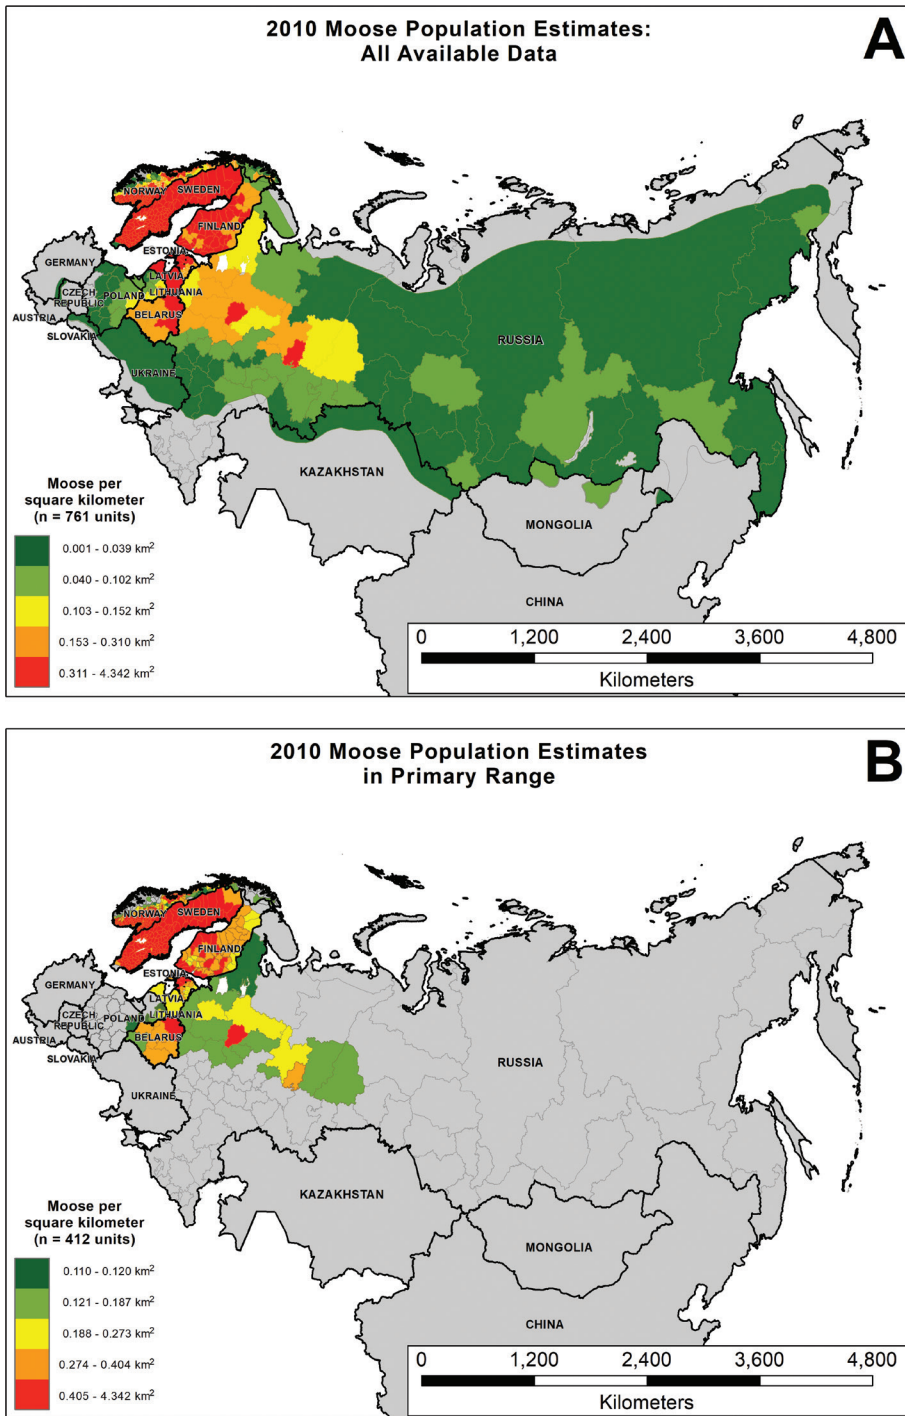 2010 Moose Population Estimates:
All Available Data
A
NORWAY
SWEDEN
FINLAND
ESTONIA
GERMANY
LATVIA
CZECH
REPUBLIC
POLAND
LITHUANIA
AUSTRIA
BELARUS
SLOVAKIA
RUSSIA
UKRAINE
KAZAKHSTAN
MONGOLIA
CHINA
Moose per
square kilometer
(n = 761 units)
0.001 - 0.039 km²
0.040 - 0.102 km²
0.103 - 0.152 km²
0.153 - 0.310 km²
0.311 - 4.342 km²
0 1,200 2,400 3,600 4,800
Kilometers
2010 Moose Population Estimates
in Primary Range
B
NORWAY
SWEDEN
FINLAND
ESTONIA
GERMANY
LATVIA
CZECH
REPUBLIC
POLAND
LITHUANIA
AUSTRIA
BELARUS
SLOVAKIA
RUSSIA
UKRAINE
KAZAKHSTAN
MONGOLIA
CHINA
Moose per
square kilometer
(n = 412 units)
0.110 - 0.120 km²
0.121 - 0.187 km²
0.188 - 0.273 km²
0.274 - 0.404 km²
0.405 - 4.342 km²
0 1,200 2,400 3,600 4,800
Kilometers